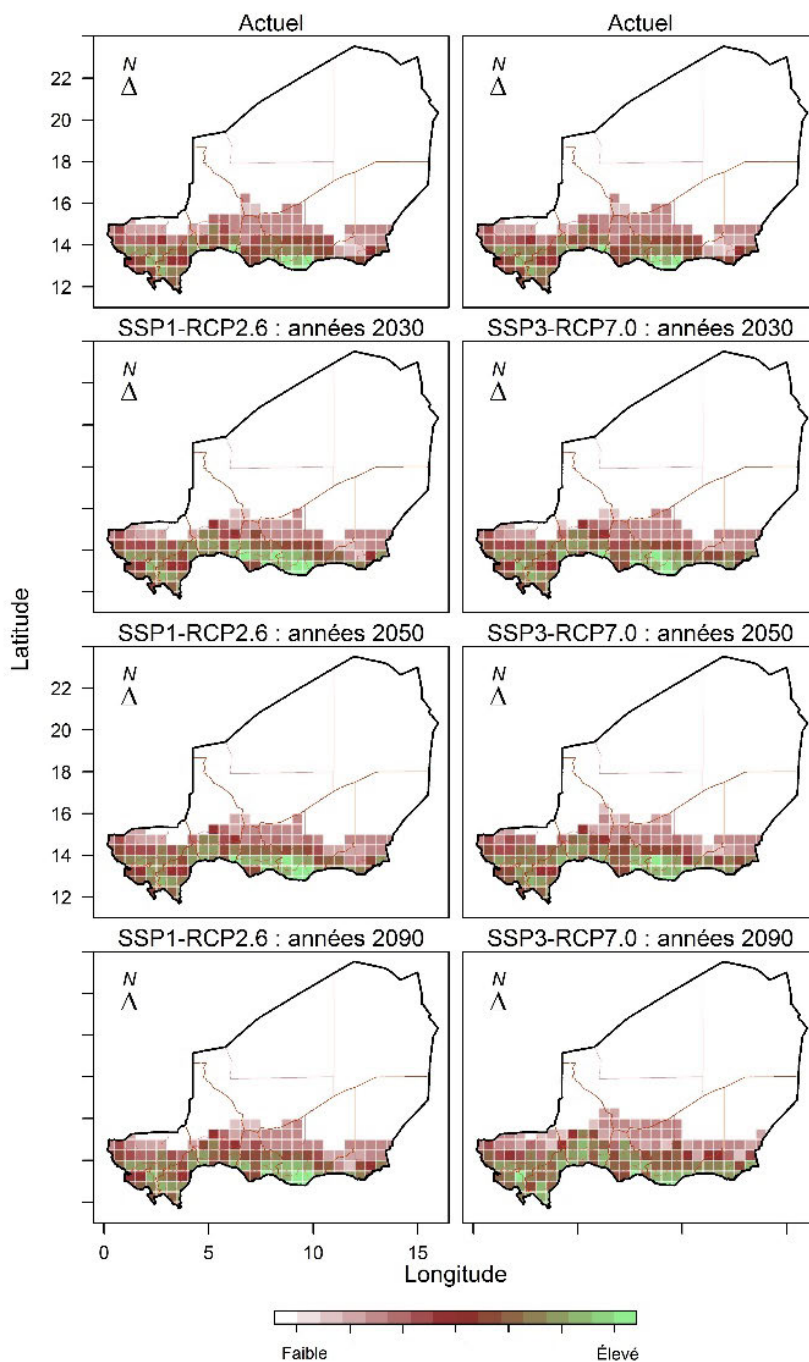 Actuel
Actuel
N
N
22
20
18
16
14
12
SSP1-RCP2.6 : années 2030
SSP3-RCP7.0 : années 2030
N
N
Latitude
SSP1-RCP2.6 : années 2050
SSP3-RCP7.0 : années 2050
N
N
22
20
18
16
14
12
SSP1-RCP2.6 : années 2090
SSP3-RCP7.0 : années 2090
N
N
0 5 10 15
Longitude
Faible Élevé